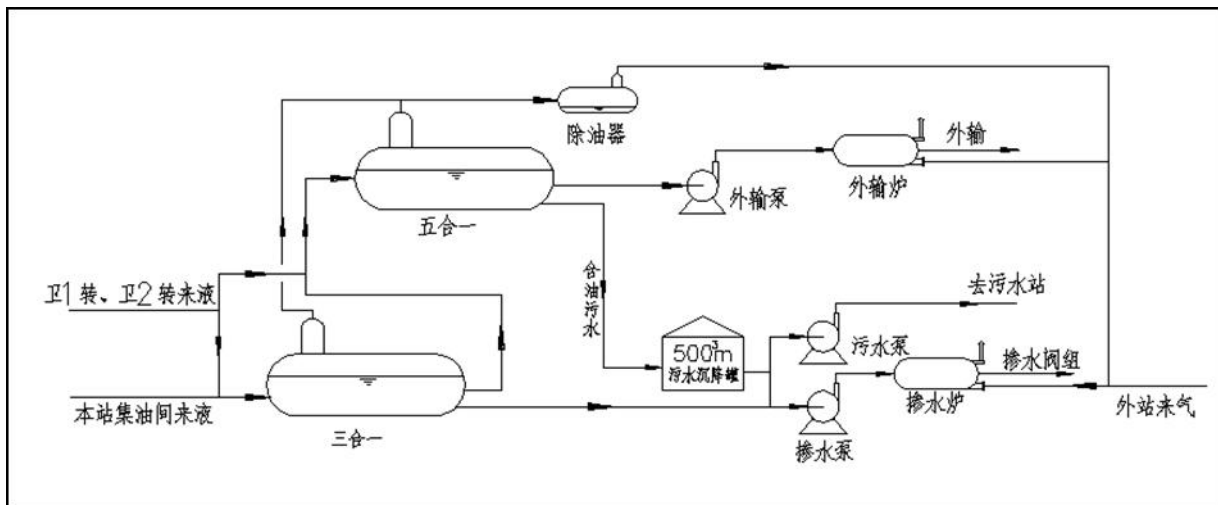 除油器
外输
外输泵
外输炉
五合一
含油污水
卫1转、卫2转来液
去污水站
500m³
污水沉降罐
污水泵
掺水阀组
掺水炉
本站集油间来液
外站来气
三合一
掺水泵